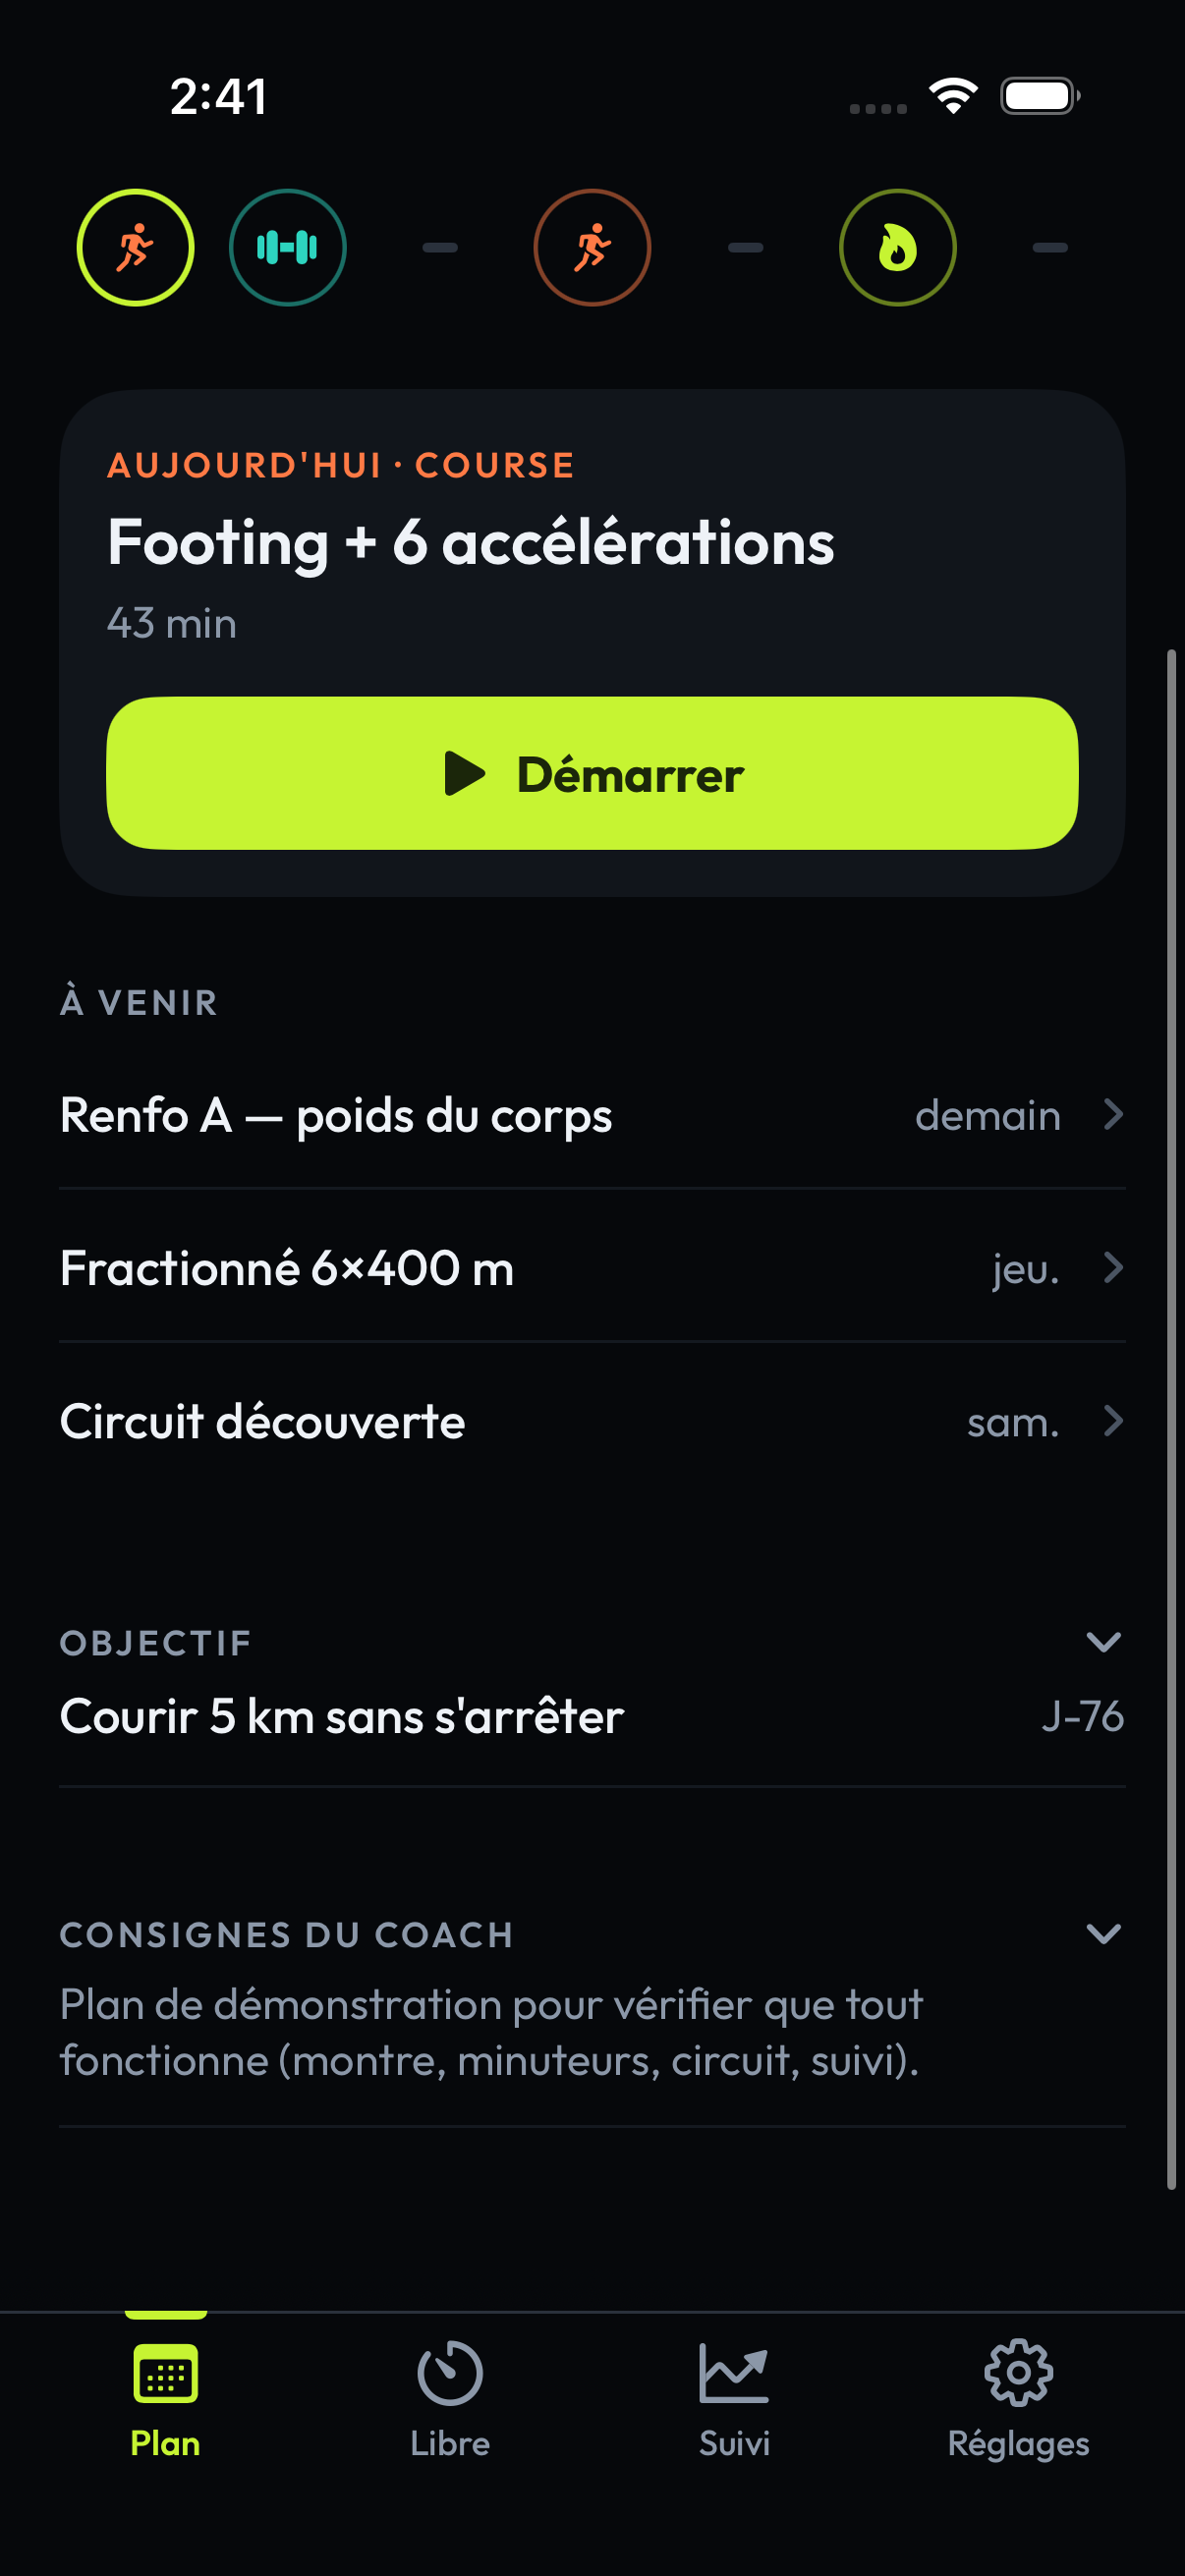 2:41
AUJOURD'HUI · COURSE
Footing + 6 accélérations
43 min
Démarrer
À VENIR
Renfo A — poids du corps demain
Fractionné 6×400 m jeu.
Circuit découverte sam.
OBJECTIF
Courir 5 km sans s'arrêter J-76
CONSIGNES DU COACH
Plan de démonstration pour vérifier que tout
fonctionne (montre, minuteurs, circuit, suivi).
Plan Libre Suivi Réglages